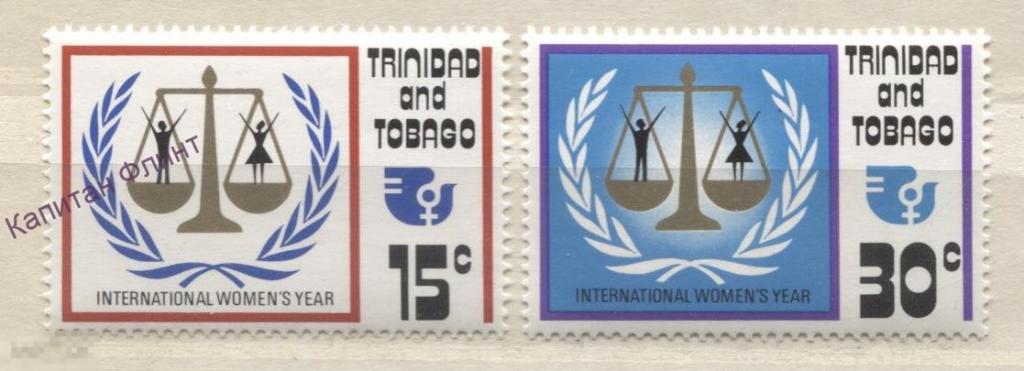 TRINIDAD
and
TOBAGO
15c
INTERNATIONAL WOMEN'S YEAR
Капитан Флинт
TRINIDAD
and
TOBAGO
30c
INTERNATIONAL WOMEN'S YEAR